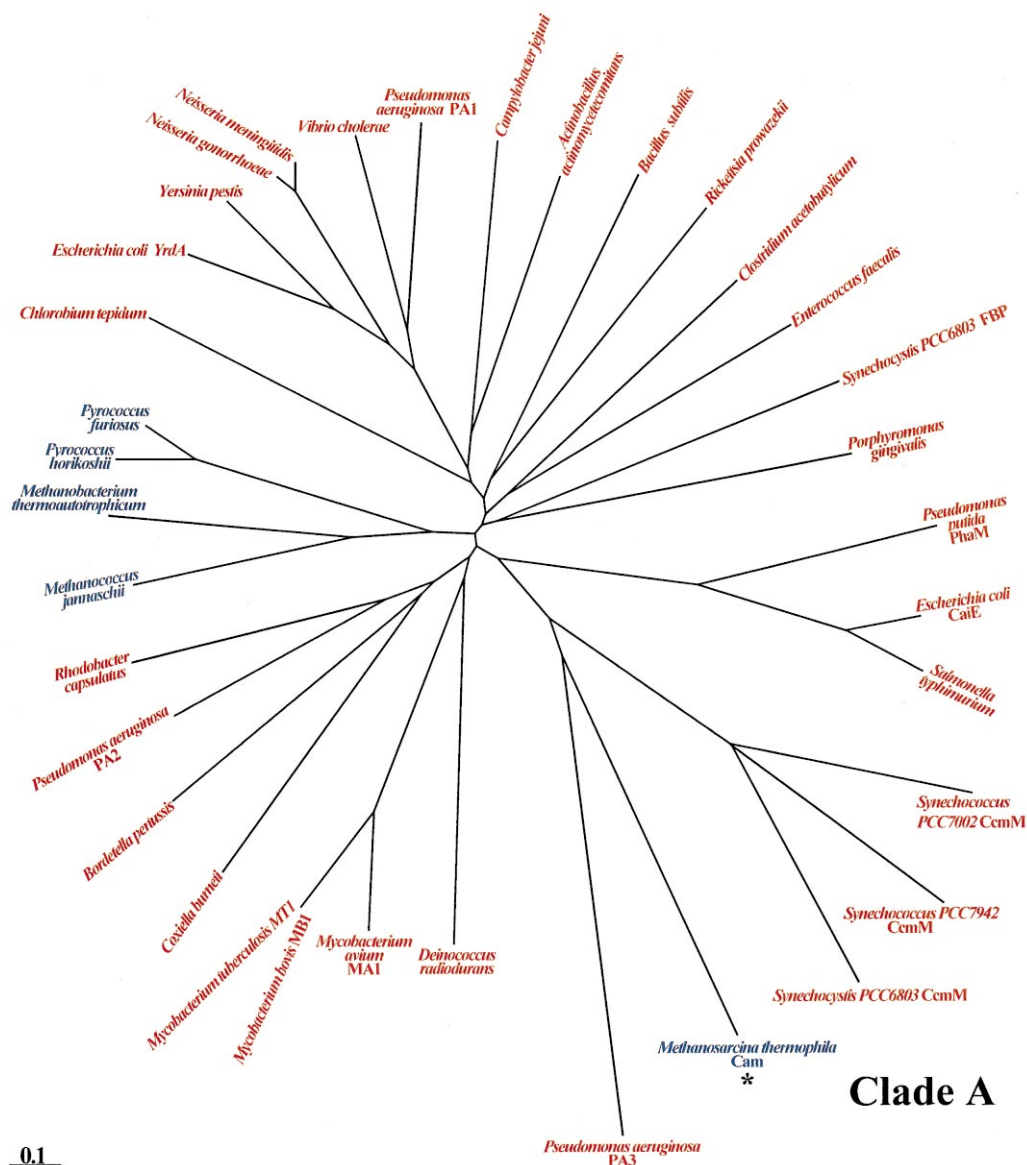 Campylobacter jejuni
Actinobacillus
actinomycetecomitans
Pseudomonas
aeruginosa PA1
Vibrio cholerae
Neisseria meningitidis
Neisseria gonorrhoeae
Yersinia pestis
Escherichia coli YrdA
Chlorobium tepidum
Bacillus subtilis
Rickettsia prowazekii
Clostridium acetobutylicum
Enterococcus faecalis
Synechocystis PCC6803 FBP
Porphyromonas
gingivalis
Pyrococcus
furiosus
Pyrococcus
horikoshii
Methanobacterium
thermoautotrophicum
Methanococcus
jannaschii
Pseudomonas
putida
PhaM
Escherichia coli
CaiE
Salmonella
typhimurium
Rhodobacter
capsulatus
Pseudomonas aeruginosa
PA2
Bordetella pertussis
Coxiella burneti
Mycobacterium tuberculosis MT1
Mycobacterium bovis MB1
Mycobacterium
avium
MA1
Deinococcus
radiodurans
Synechococcus
PCC7002 CcmM
Synechococcus PCC7942
CcmM
Synechocystis PCC6803 CcmM
Methanosarcina thermophila
Cam
*
Clade A
Pseudomonas aeruginosa
PA3
0.1